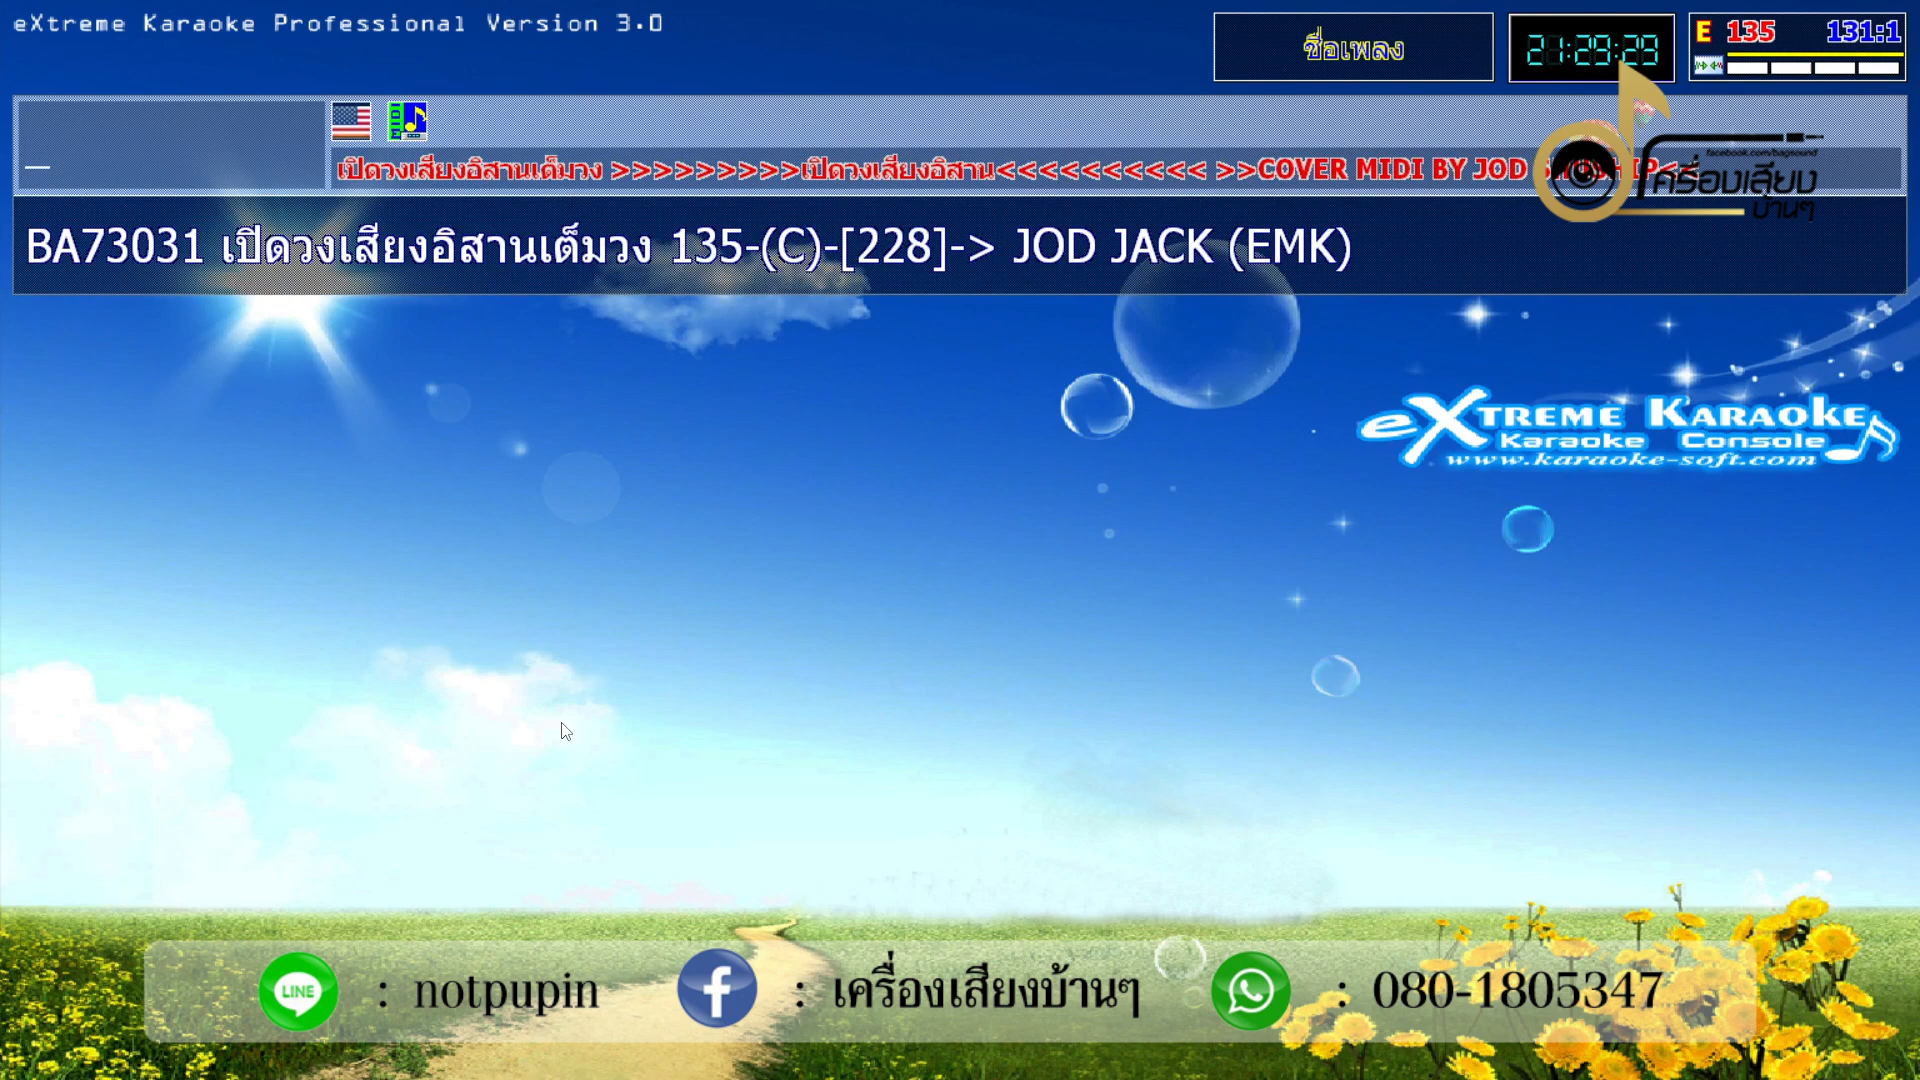 eXtreme Karaoke Professional Version 3.0
ชื่อเพลง
21:29:29
E 135 131:1
เปิดวงเสียงอิสานเต็มวง >>>>>>>>>เปิดวงเสียงอิสาน<<<<<<<<<< >>COVER MIDI BY JOD
facebook.com/bagsound
เครื่องเสียง
บ้านๆ
BA73031 เปิดวงเสียงอิสานเต็มวง 135-(C)-[228]-> JOD JACK (EMK)
eXtreme Karaoke
Karaoke Console
www.karaoke-soft.com
LINE : notpupin : เครื่องเสียงบ้านๆ : 080-1805347